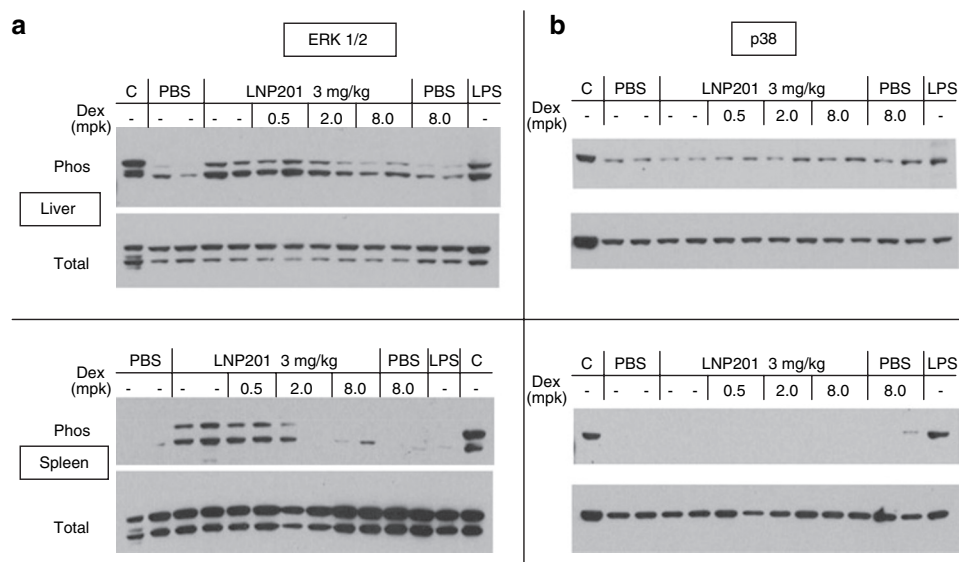 a
ERK 1/2
C PBS LNP201 3 mg/kg PBS LPS
Dex (mpk) - - - - - 0.5 2.0 8.0 8.0 -
Phos
Liver
Total
PBS LNP201 3 mg/kg PBS LPS C
Dex (mpk) - - - - 0.5 2.0 8.0 8.0 - -
Phos
Spleen
Total
b
p38
C PBS LNP201 3 mg/kg PBS LPS
Dex (mpk) - - - - - 0.5 2.0 8.0 8.0 -
C PBS LNP201 3 mg/kg PBS LPS
Dex (mpk) - - - - - 0.5 2.0 8.0 8.0 -